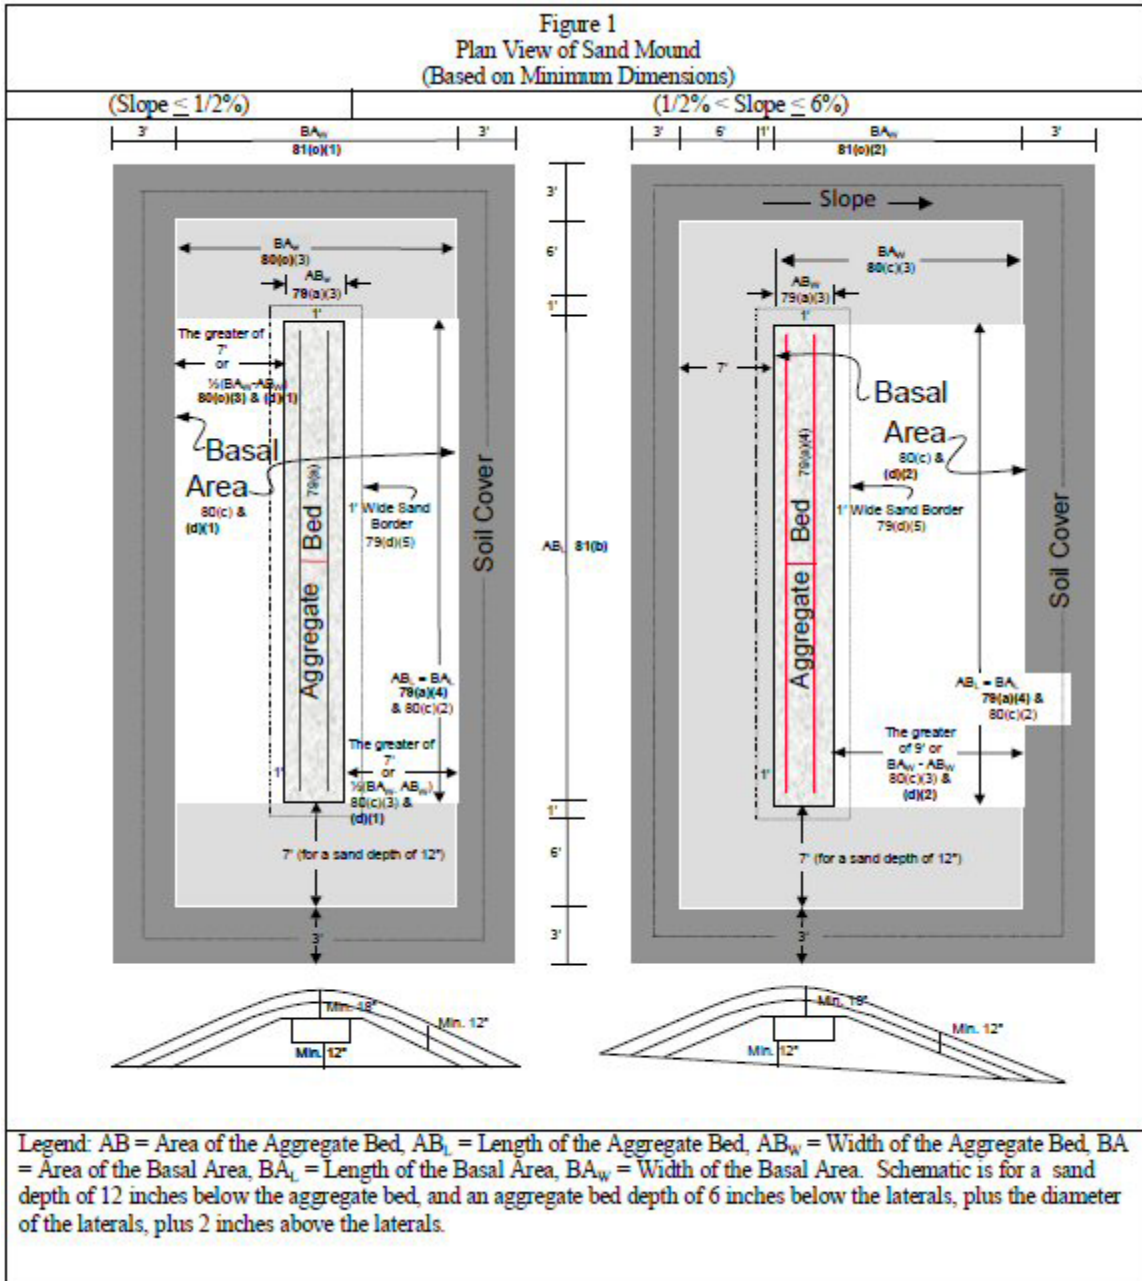 Figure 1
Plan View of Sand Mound
(Based on Minimum Dimensions)
(Slope ≤ 1/2%)
(1/2% < Slope ≤ 6%)
3'
BAW
3'
81(o)(1)
3'
6'
1'
BAW
3'
81(o)(2)
BAW
80(o)(3)
ABW
79(a)(3)
1'
The greater of
7'
or
½(BAW-ABW)
80(o)(3) & (d)(1)
Basal
Area
80(c) &
(d)(1)
Aggregate Bed 79(a)
1' Wide Sand
Border
79(d)(5)
Soil Cover
ABL = BAL
79(a)(4)
& 80(c)(2)
The greater of
7'
or
½(BAW ABW)
80(c)(3) &
(d)(1)
1'
7' (for a sand depth of 12")
3'
3'
6'
1'
ABL 81(b)
1'
6'
3'
Slope
BAW
80(c)(3)
ABW
79(a)(3)
1'
7'
Basal
Area
80(c) &
(d)(2)
Aggregate Bed 79(a)(4)
1' Wide Sand Border
79(d)(5)
Soil Cover
ABL = BAL
79(a)(4) &
80(c)(2)
The greater
of 9' or
BAW - ABW
80(c)(3) &
(d)(2)
1'
7' (for a sand depth of 12")
3'
Min. 18"
Min. 12"
Min. 12"
Min. 18"
Min. 12"
Min. 12"
Legend: AB = Area of the Aggregate Bed, ABL = Length of the Aggregate Bed, ABW = Width of the Aggregate Bed, BA
= Area of the Basal Area, BAL = Length of the Basal Area, BAW = Width of the Basal Area. Schematic is for a sand
depth of 12 inches below the aggregate bed, and an aggregate bed depth of 6 inches below the laterals, plus the diameter
of the laterals, plus 2 inches above the laterals.